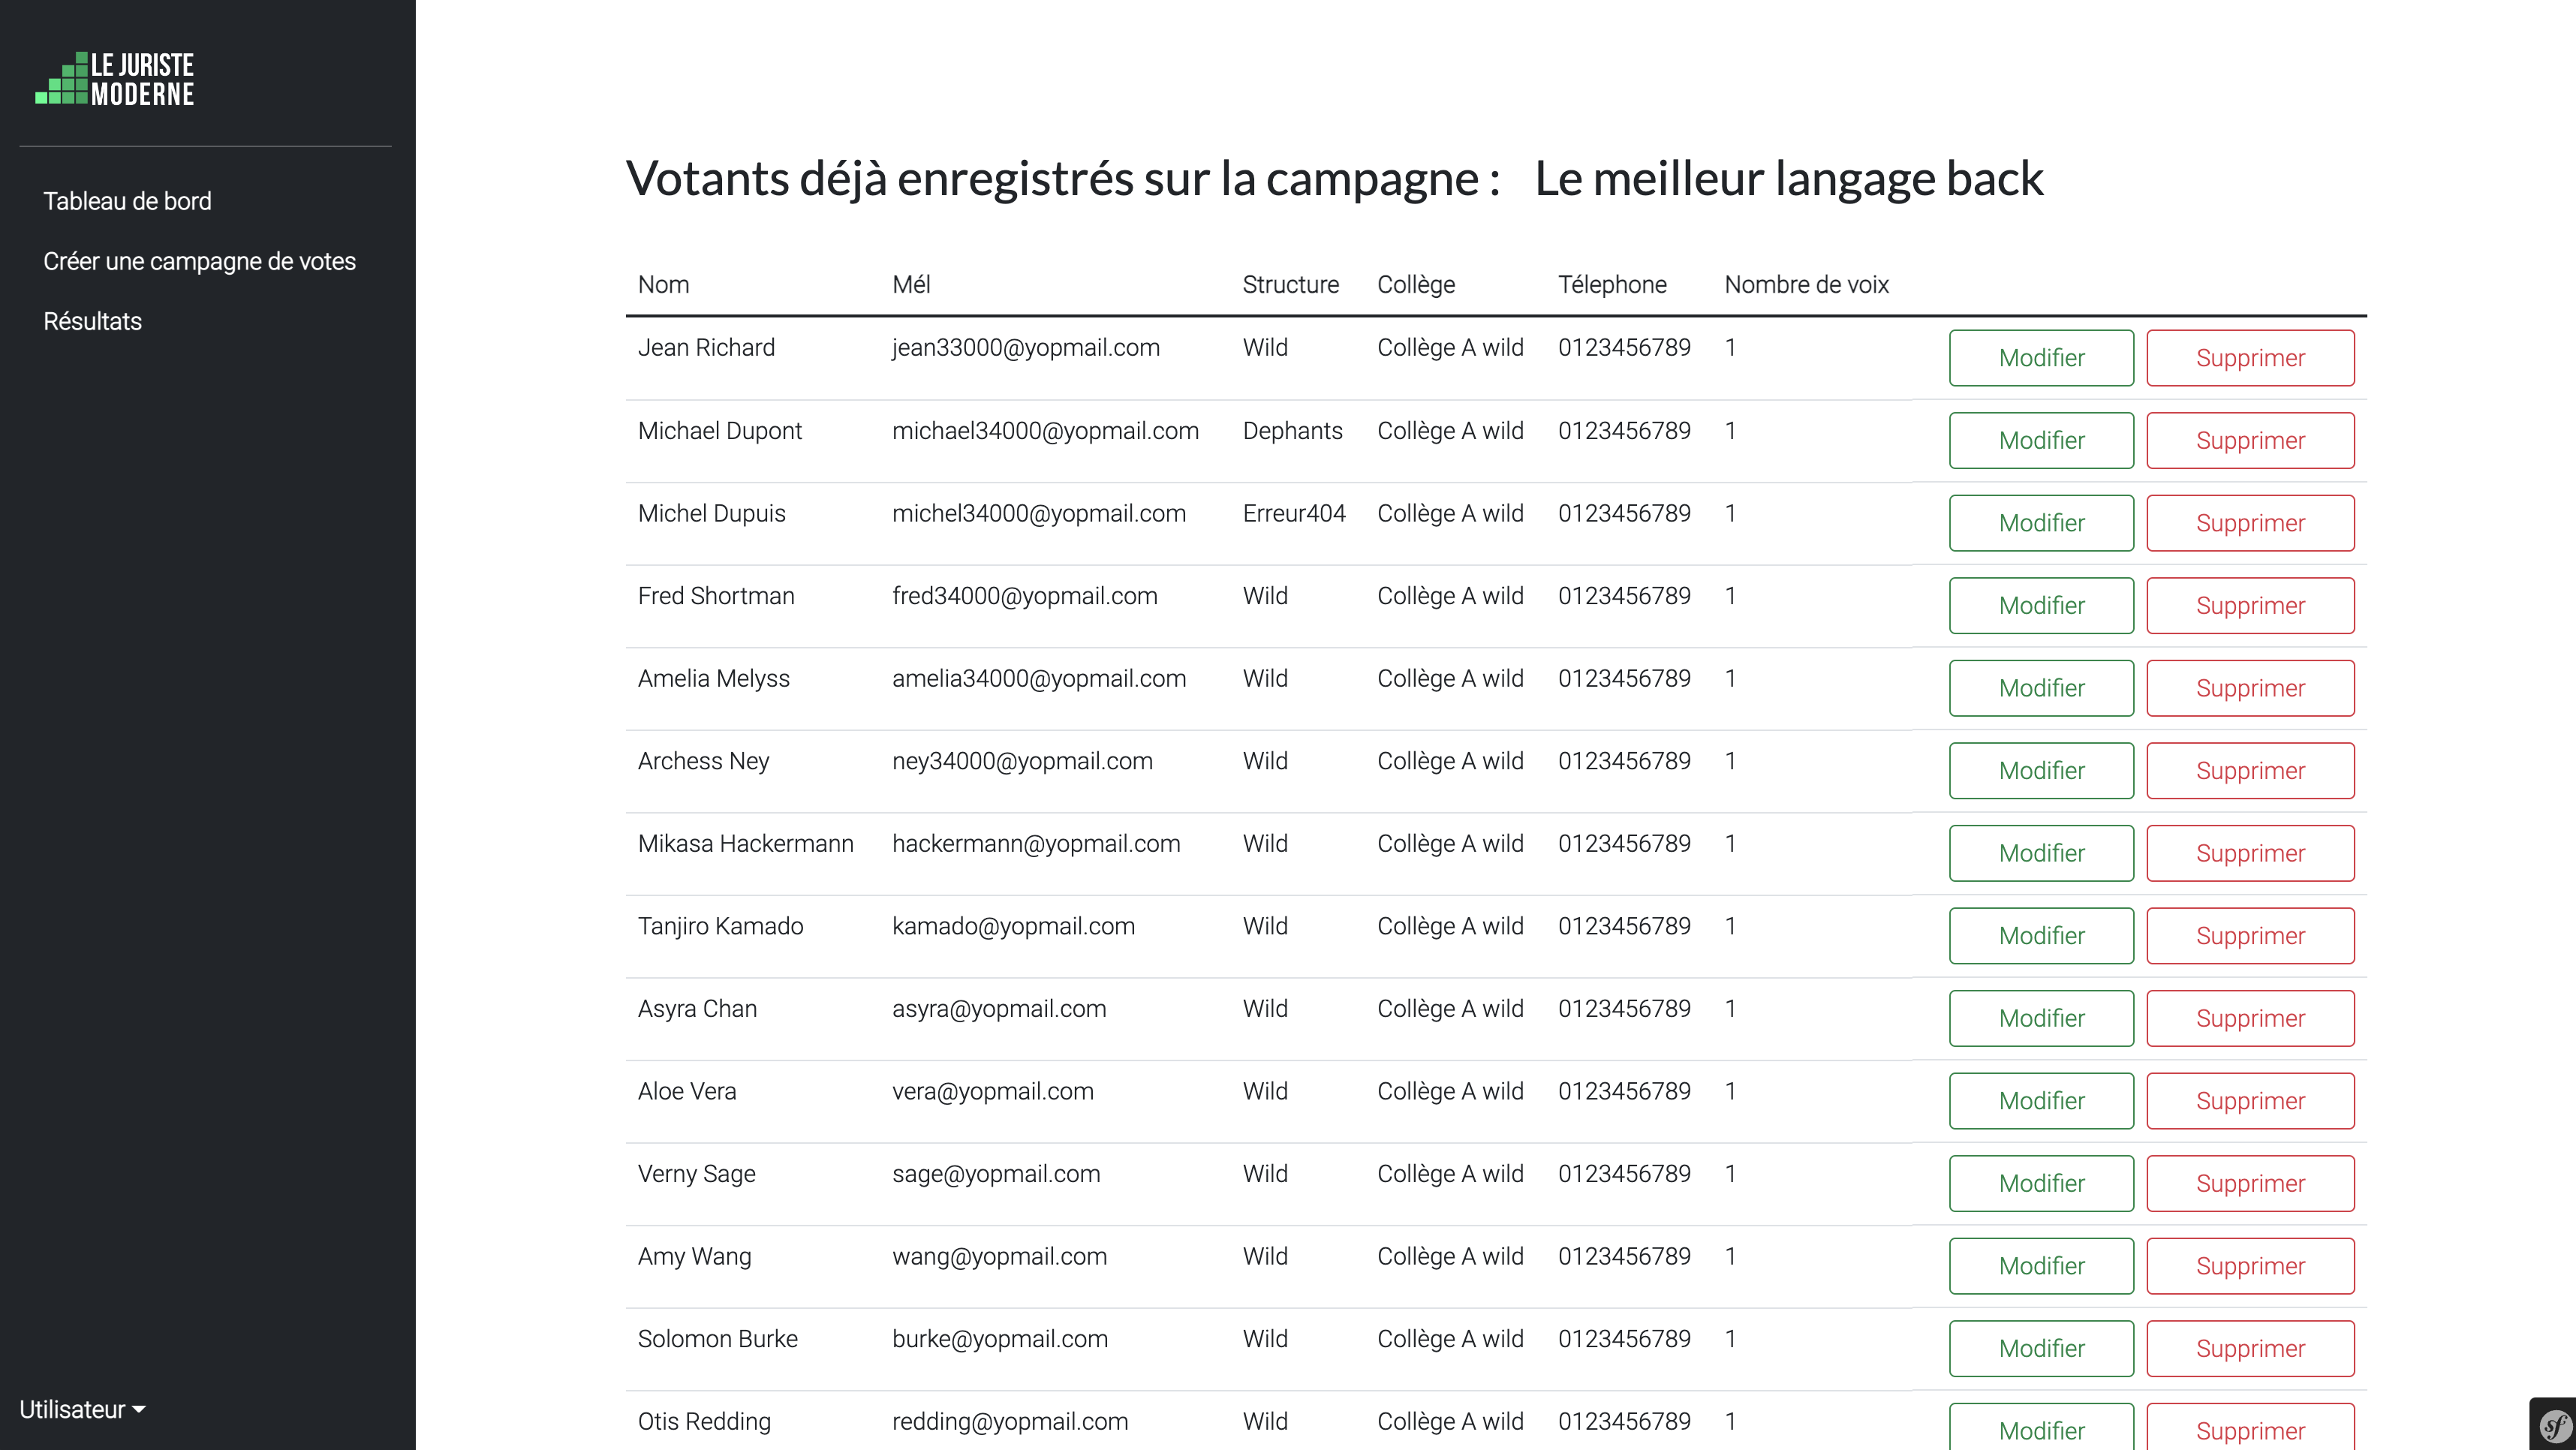 LE JURISTE
MODERNE
Tableau de bord
Créer une campagne de votes
Résultats
Utilisateur
Votants déjà enregistrés sur la campagne : Le meilleur langage back
Nom Mél Structure Collège Télephone Nombre de voix
Jean Richard jean33000@yopmail.com Wild Collège A wild 0123456789 1 Modifier Supprimer
Michael Dupont michael34000@yopmail.com Dephants Collège A wild 0123456789 1 Modifier Supprimer
Michel Dupuis michel34000@yopmail.com Erreur404 Collège A wild 0123456789 1 Modifier Supprimer
Fred Shortman fred34000@yopmail.com Wild Collège A wild 0123456789 1 Modifier Supprimer
Amelia Melyss amelia34000@yopmail.com Wild Collège A wild 0123456789 1 Modifier Supprimer
Archess Ney ney34000@yopmail.com Wild Collège A wild 0123456789 1 Modifier Supprimer
Mikasa Hackermann hackermann@yopmail.com Wild Collège A wild 0123456789 1 Modifier Supprimer
Tanjiro Kamado kamado@yopmail.com Wild Collège A wild 0123456789 1 Modifier Supprimer
Asyra Chan asyra@yopmail.com Wild Collège A wild 0123456789 1 Modifier Supprimer
Aloe Vera vera@yopmail.com Wild Collège A wild 0123456789 1 Modifier Supprimer
Verny Sage sage@yopmail.com Wild Collège A wild 0123456789 1 Modifier Supprimer
Amy Wang wang@yopmail.com Wild Collège A wild 0123456789 1 Modifier Supprimer
Solomon Burke burke@yopmail.com Wild Collège A wild 0123456789 1 Modifier Supprimer
Otis Redding redding@yopmail.com Wild Collège A wild 0123456789 1 Modifier Supprimer
sf